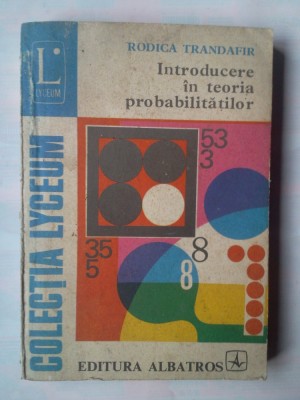 L
LYCEUM
RODICA TRANDAFIR
Introducere
în teoria
probabilităților
COLECȚIA LYCEUM
53
3
35
5
8
8
EDITURA ALBATROS